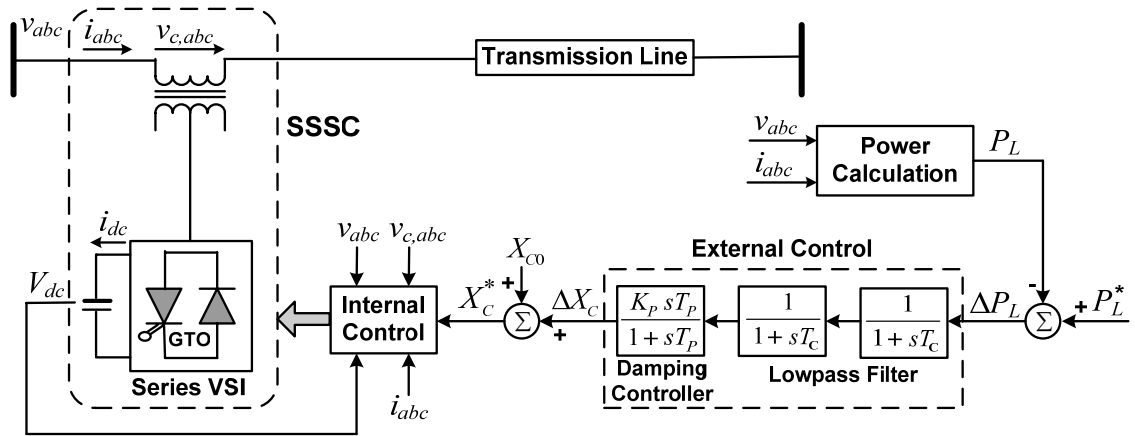 v_abc
i_abc
v_c,abc
Transmission Line
SSSC
v_abc
i_abc
Power
Calculation
P_L
i_dc
V_dc
GTO
Series VSI
v_abc
v_c,abc
Internal
Control
i_abc
X_C^*
X_C0
+
Σ
+
ΔX_C
External Control
K_P sT_P
1 + sT_P
Damping
Controller
1
1 + sT_C
1
1 + sT_C
Lowpass Filter
ΔP_L
-
Σ
+
P_L^*